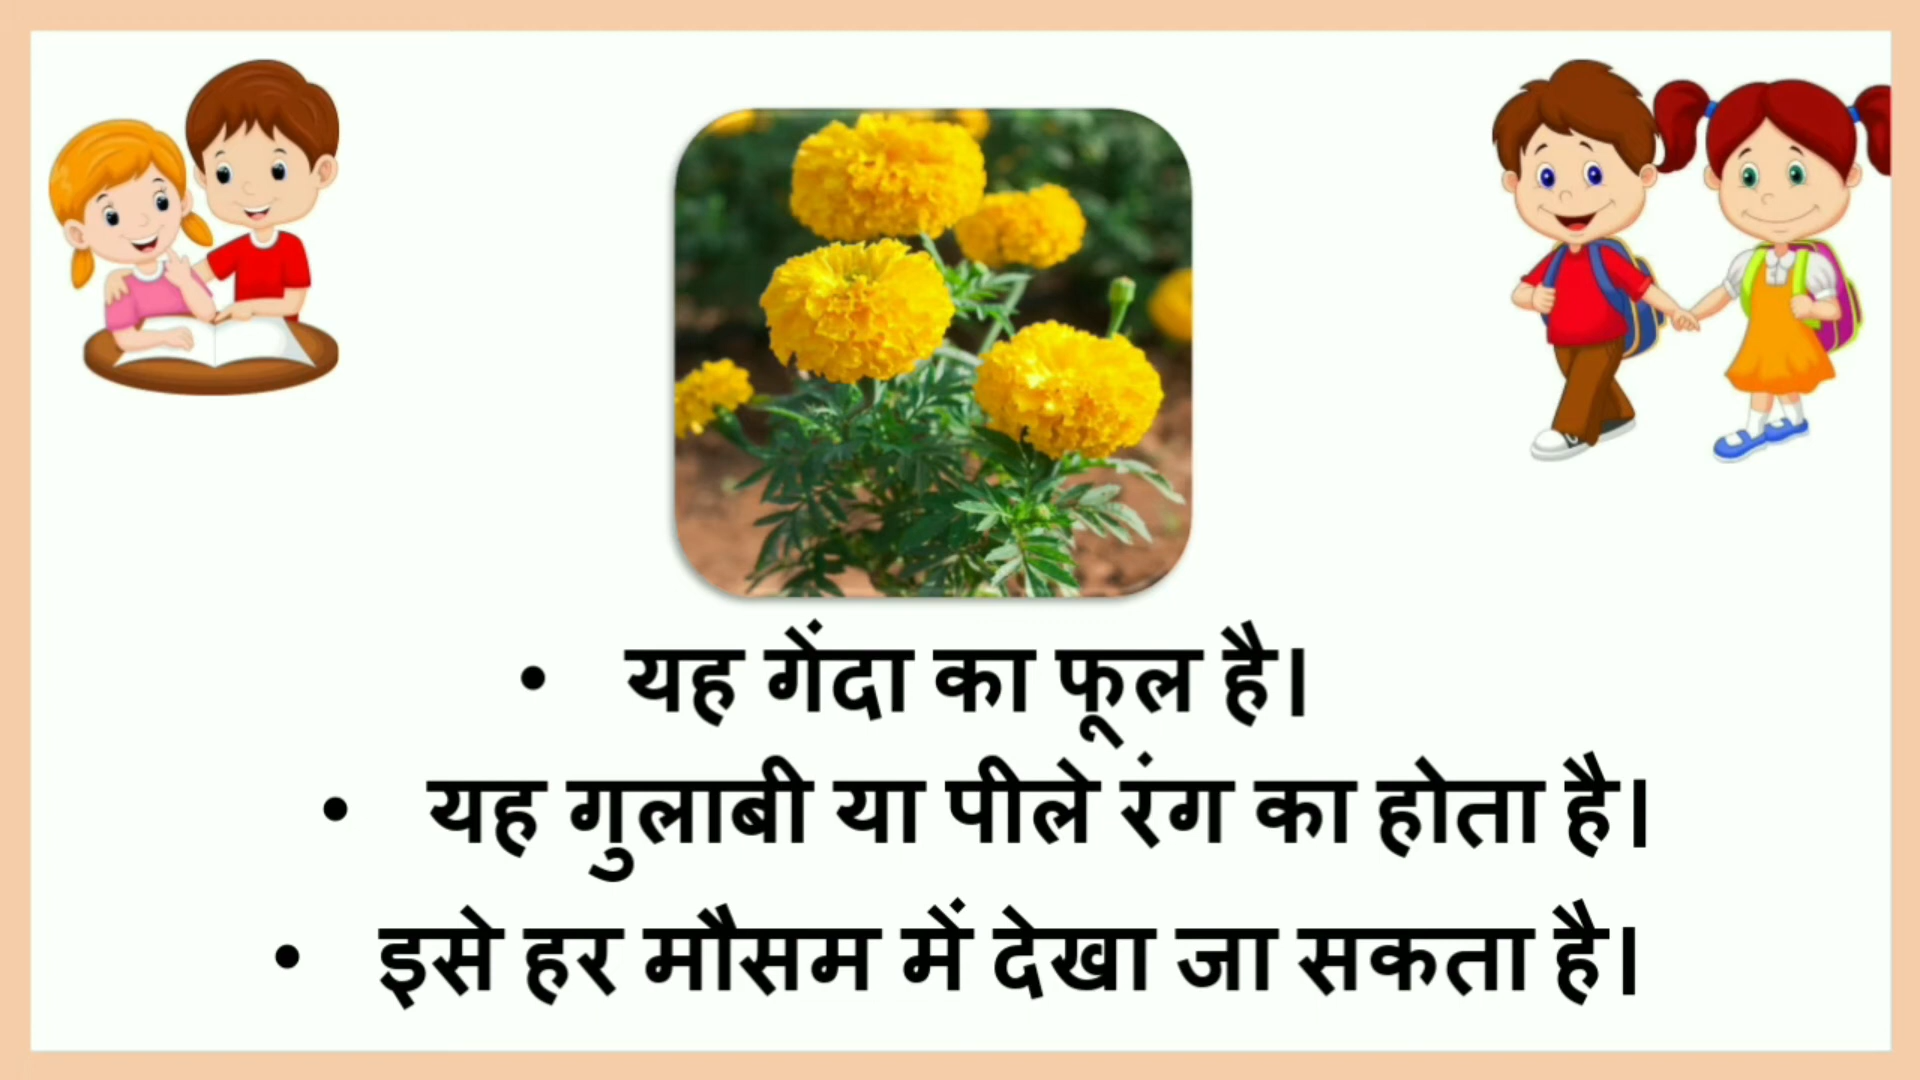 • यह गेंदा का फूल है।
• यह गुलाबी या पीले रंग का होता है।
• इसे हर मौसम में देखा जा सकता है।